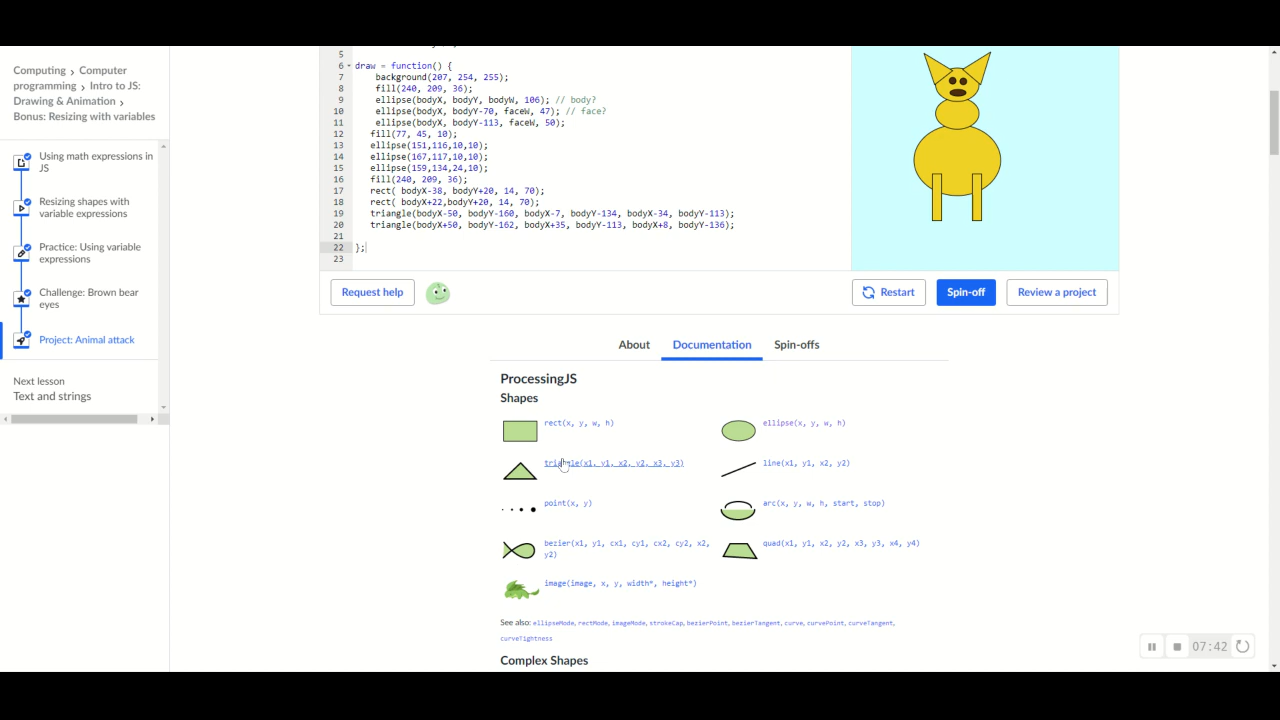 Computing › Computer
programming › Intro to JS:
Drawing & Animation ›
Bonus: Resizing with variables
Using math expressions in
JS
Resizing shapes with
variable expressions
Practice: Using variable
expressions
Challenge: Brown bear
eyes
Project: Animal attack
Next lesson
Text and strings
5
6 draw = function() {
7 background(207, 254, 255);
8 fill(240, 209, 36);
9 ellipse(bodyX, bodyY, bodyW, 106); // body?
10 ellipse(bodyX, bodyY-70, faceW, 47); // face?
11 ellipse(bodyX, bodyY-113, faceW, 50);
12 fill(77, 45, 10);
13 ellipse(151,116,10,10);
14 ellipse(167,117,10,10);
15 ellipse(159,134,24,10);
16 fill(240, 209, 36);
17 rect( bodyX-38, bodyY+20, 14, 70);
18 rect( bodyX+22,bodyY+20, 14, 70);
19 triangle(bodyX-50, bodyY-160, bodyX-7, bodyY-134, bodyX-34, bodyY-113);
20 triangle(bodyX+50, bodyY-162, bodyX+35, bodyY-113, bodyX+8, bodyY-136);
21
22 };
23
Request help
Restart
Spin-off
Review a project
About
Documentation
Spin-offs
ProcessingJS
Shapes
rect(x, y, w, h)
ellipse(x, y, w, h)
triangle(x1, y1, x2, y2, x3, y3)
line(x1, y1, x2, y2)
point(x, y)
arc(x, y, w, h, start, stop)
bezier(x1, y1, cx1, cy1, cx2, cy2, x2,
y2)
quad(x1, y1, x2, y2, x3, y3, x4, y4)
image(image, x, y, width*, height*)
See also: ellipseMode, rectMode, imageMode, strokeCap, bezierPoint, bezierTangent, curve, curvePoint, curveTangent,
curveTightness
Complex Shapes
07:42